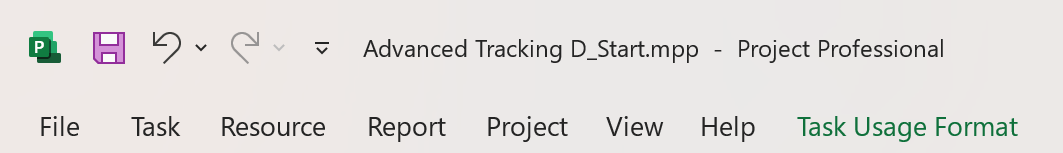 P
Advanced Tracking D_Start.mpp - Project Professional
File Task Resource Report Project View Help Task Usage Format